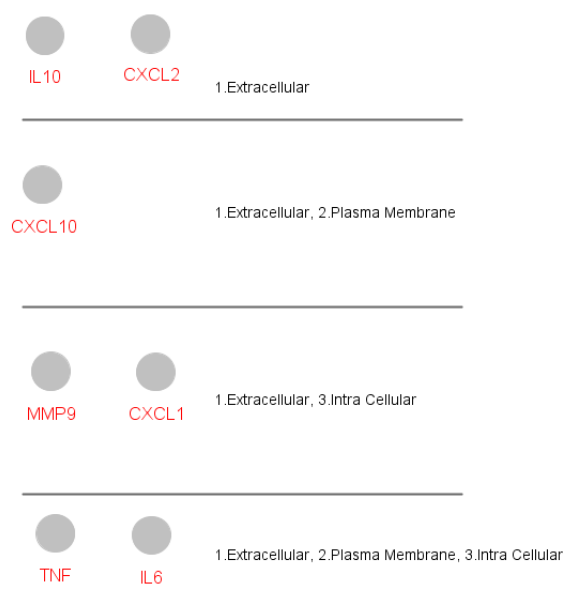 IL10 CXCL2
1.Extracellular
CXCL10
1.Extracellular, 2.Plasma Membrane
MMP9 CXCL1
1.Extracellular, 3.Intra Cellular
TNF IL6
1.Extracellular, 2.Plasma Membrane, 3.Intra Cellular